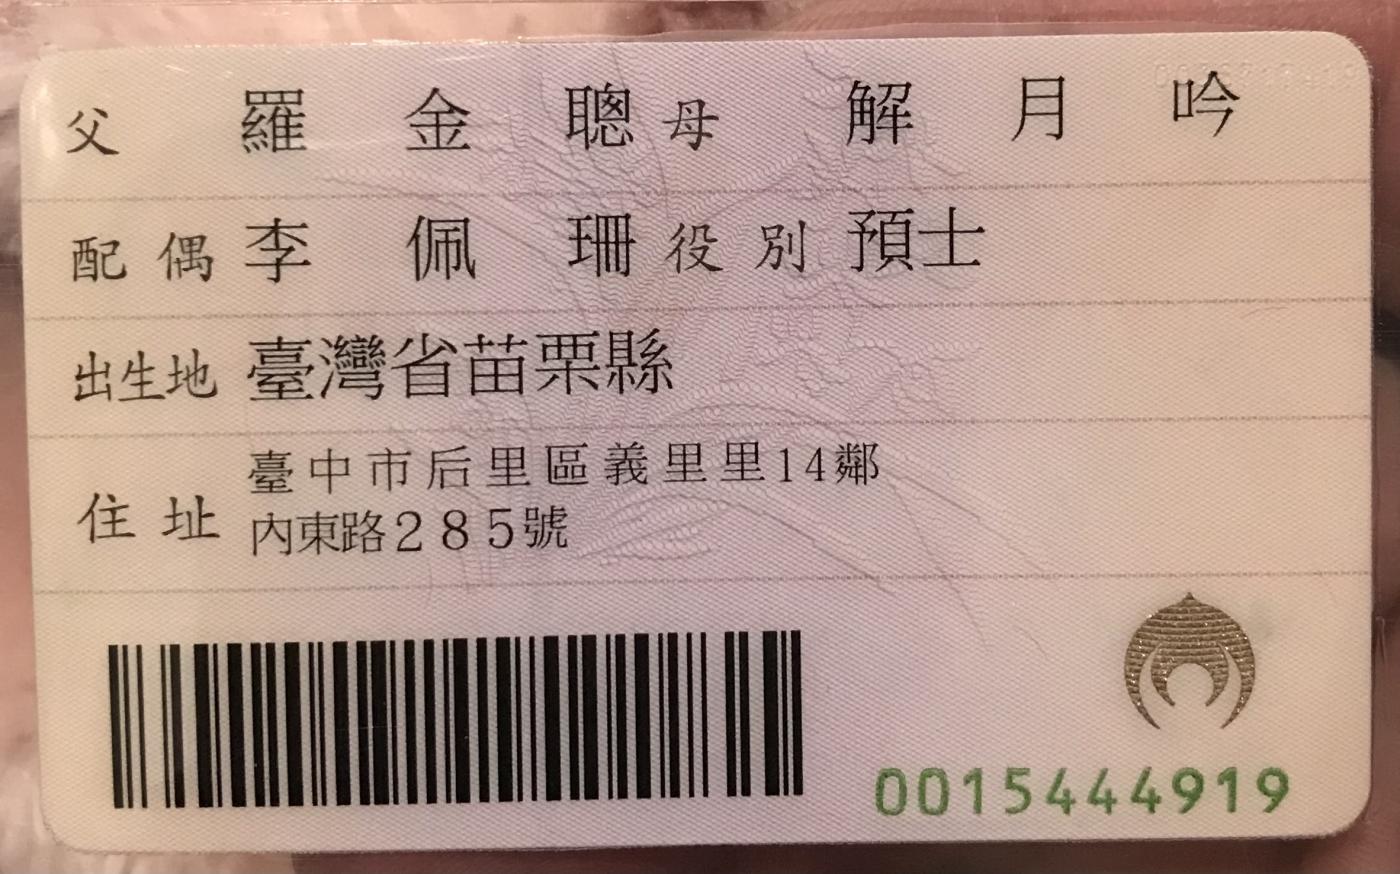 父 羅金聰 母 解月吟
配偶 李佩珊 役別 預士
出生地 臺灣省苗栗縣
住址 臺中市后里區義里里14鄰
內東路285號
0015444919